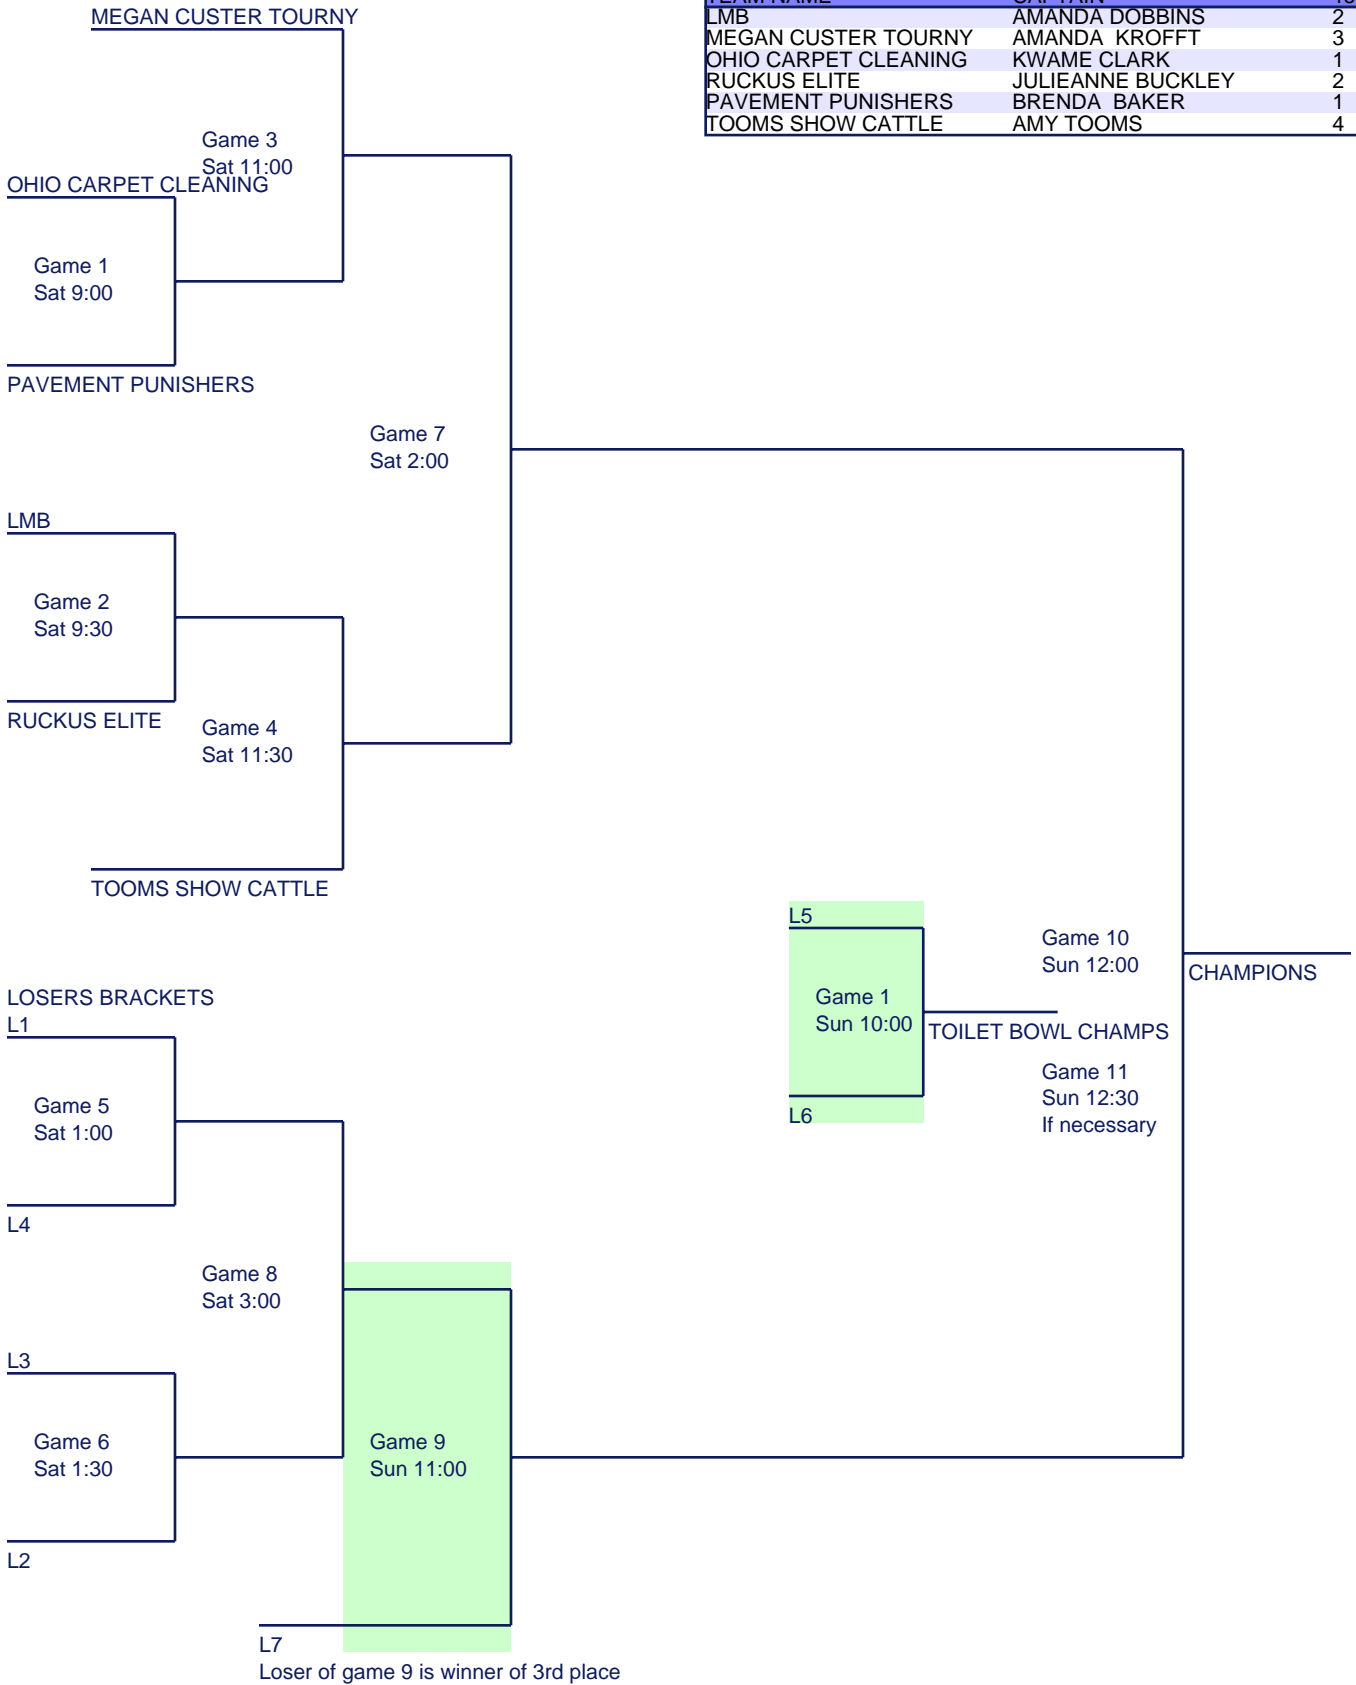 MEGAN CUSTER TOURNY
TEAM NAME CAPTAIN
LMB AMANDA DOBBINS 2
MEGAN CUSTER TOURNY AMANDA KROFFT 3
OHIO CARPET CLEANING KWAME CLARK 1
RUCKUS ELITE JULIEANNE BUCKLEY 2
PAVEMENT PUNISHERS BRENDA BAKER 1
TOOMS SHOW CATTLE AMY TOOMS 4
Game 3
Sat 11:00
OHIO CARPET CLEANING
Game 1
Sat 9:00
PAVEMENT PUNISHERS
Game 7
Sat 2:00
LMB
Game 2
Sat 9:30
RUCKUS ELITE
Game 4
Sat 11:30
TOOMS SHOW CATTLE
L5
Game 10
Sun 12:00
CHAMPIONS
Game 1
Sun 10:00
TOILET BOWL CHAMPS
Game 11
Sun 12:30
If necessary
L6
LOSERS BRACKETS
L1
Game 5
Sat 1:00
L4
Game 8
Sat 3:00
L3
Game 6
Sat 1:30
Game 9
Sun 11:00
L2
L7
Loser of game 9 is winner of 3rd place